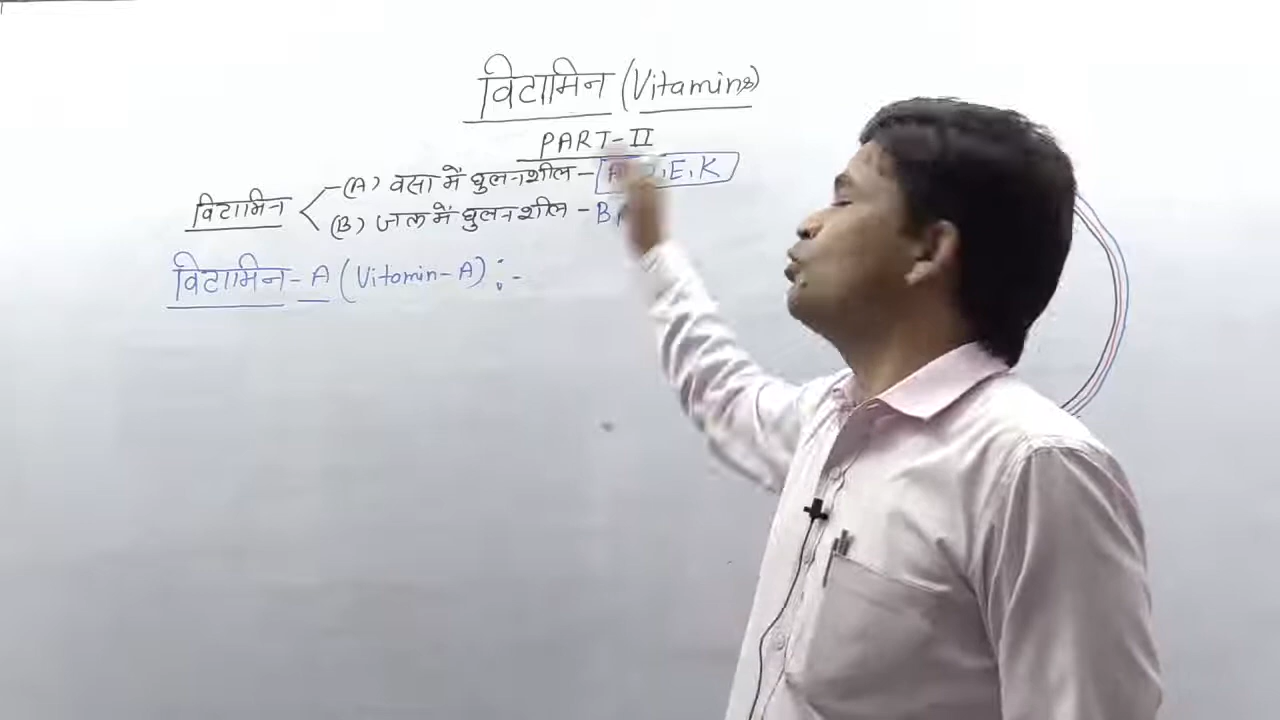 विटामिन (Vitamins)
PART-II
विटामिन
(A) वसा में घुलनशील - A, D, E, K
(B) जल में घुलनशील - B,
विटामिन - A (Vitamin-A) :-